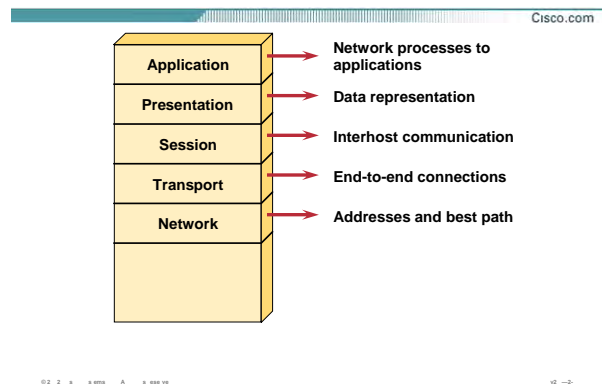 Cisco.com
Application
Network processes to
applications
Presentation
Data representation
Session
Interhost communication
Transport
End-to-end connections
Network
Addresses and best path